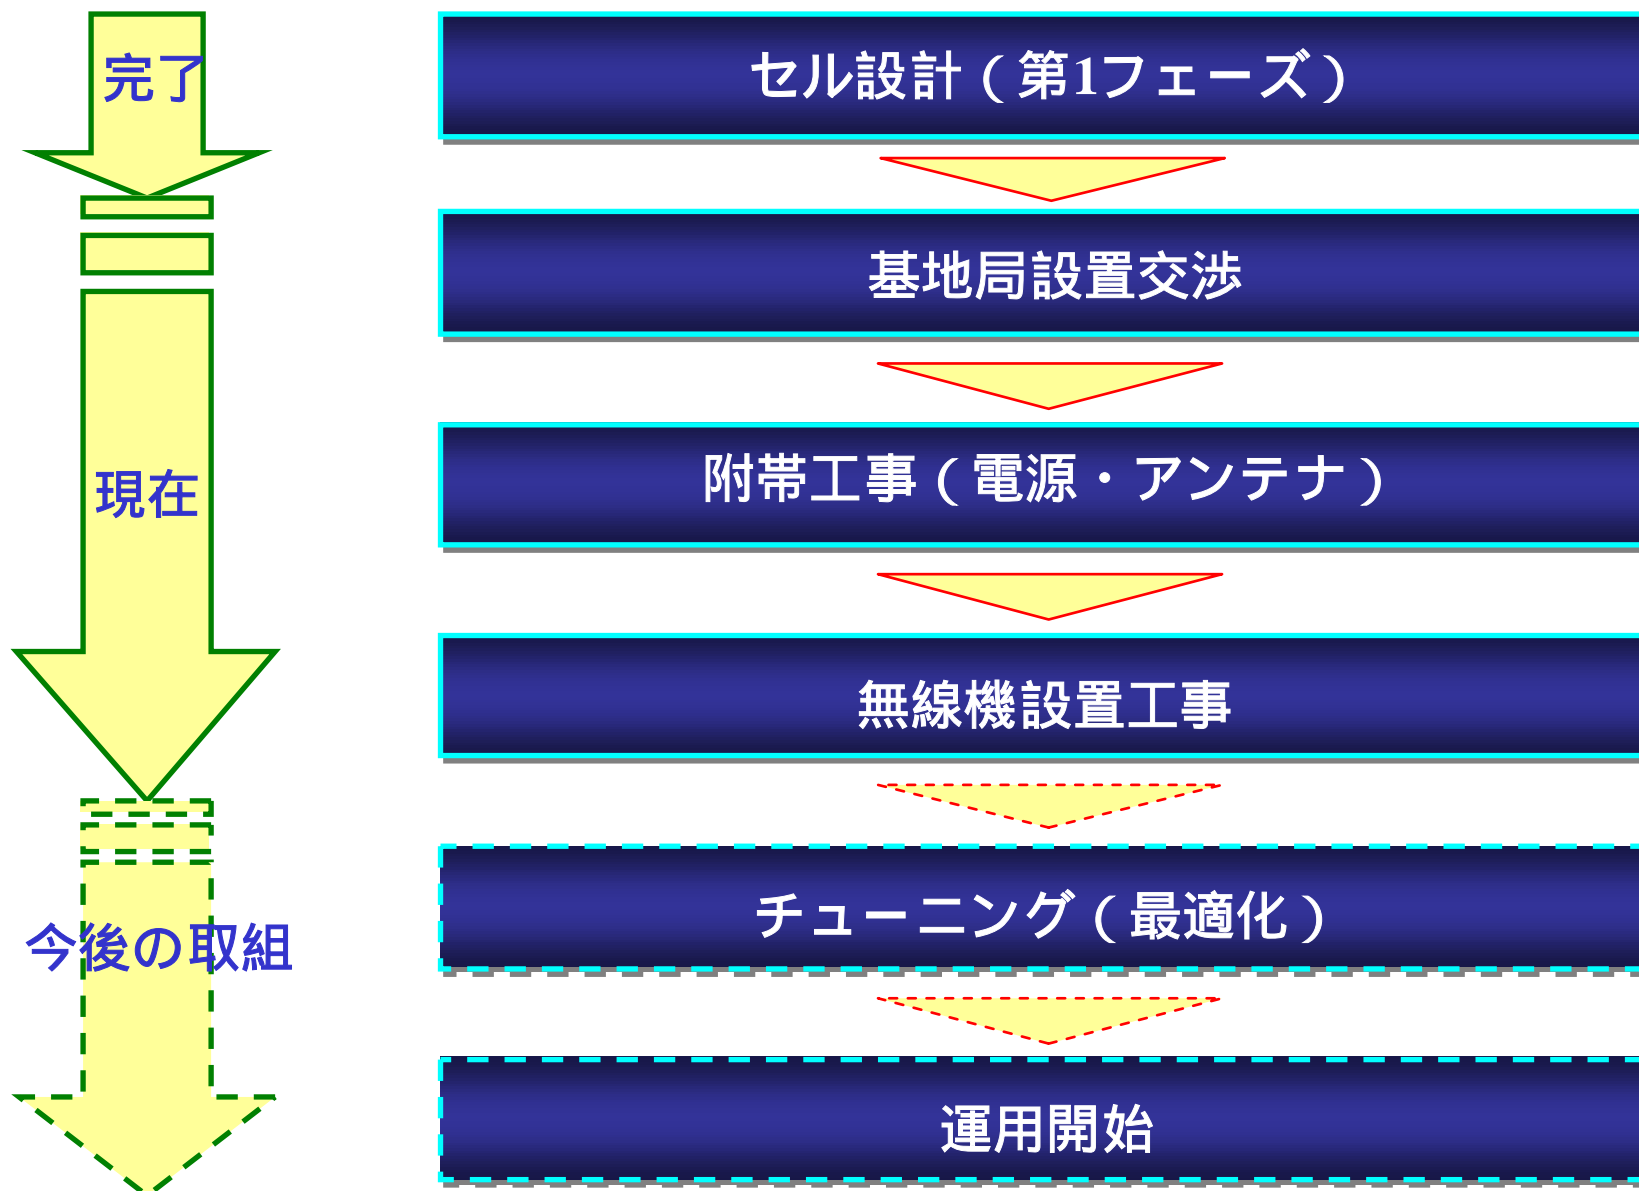 完了
セル設計（第1フェーズ）
基地局設置交渉
附帯工事（電源・アンテナ）
現在
無線機設置工事
チューニング（最適化）
今後の取組
運用開始